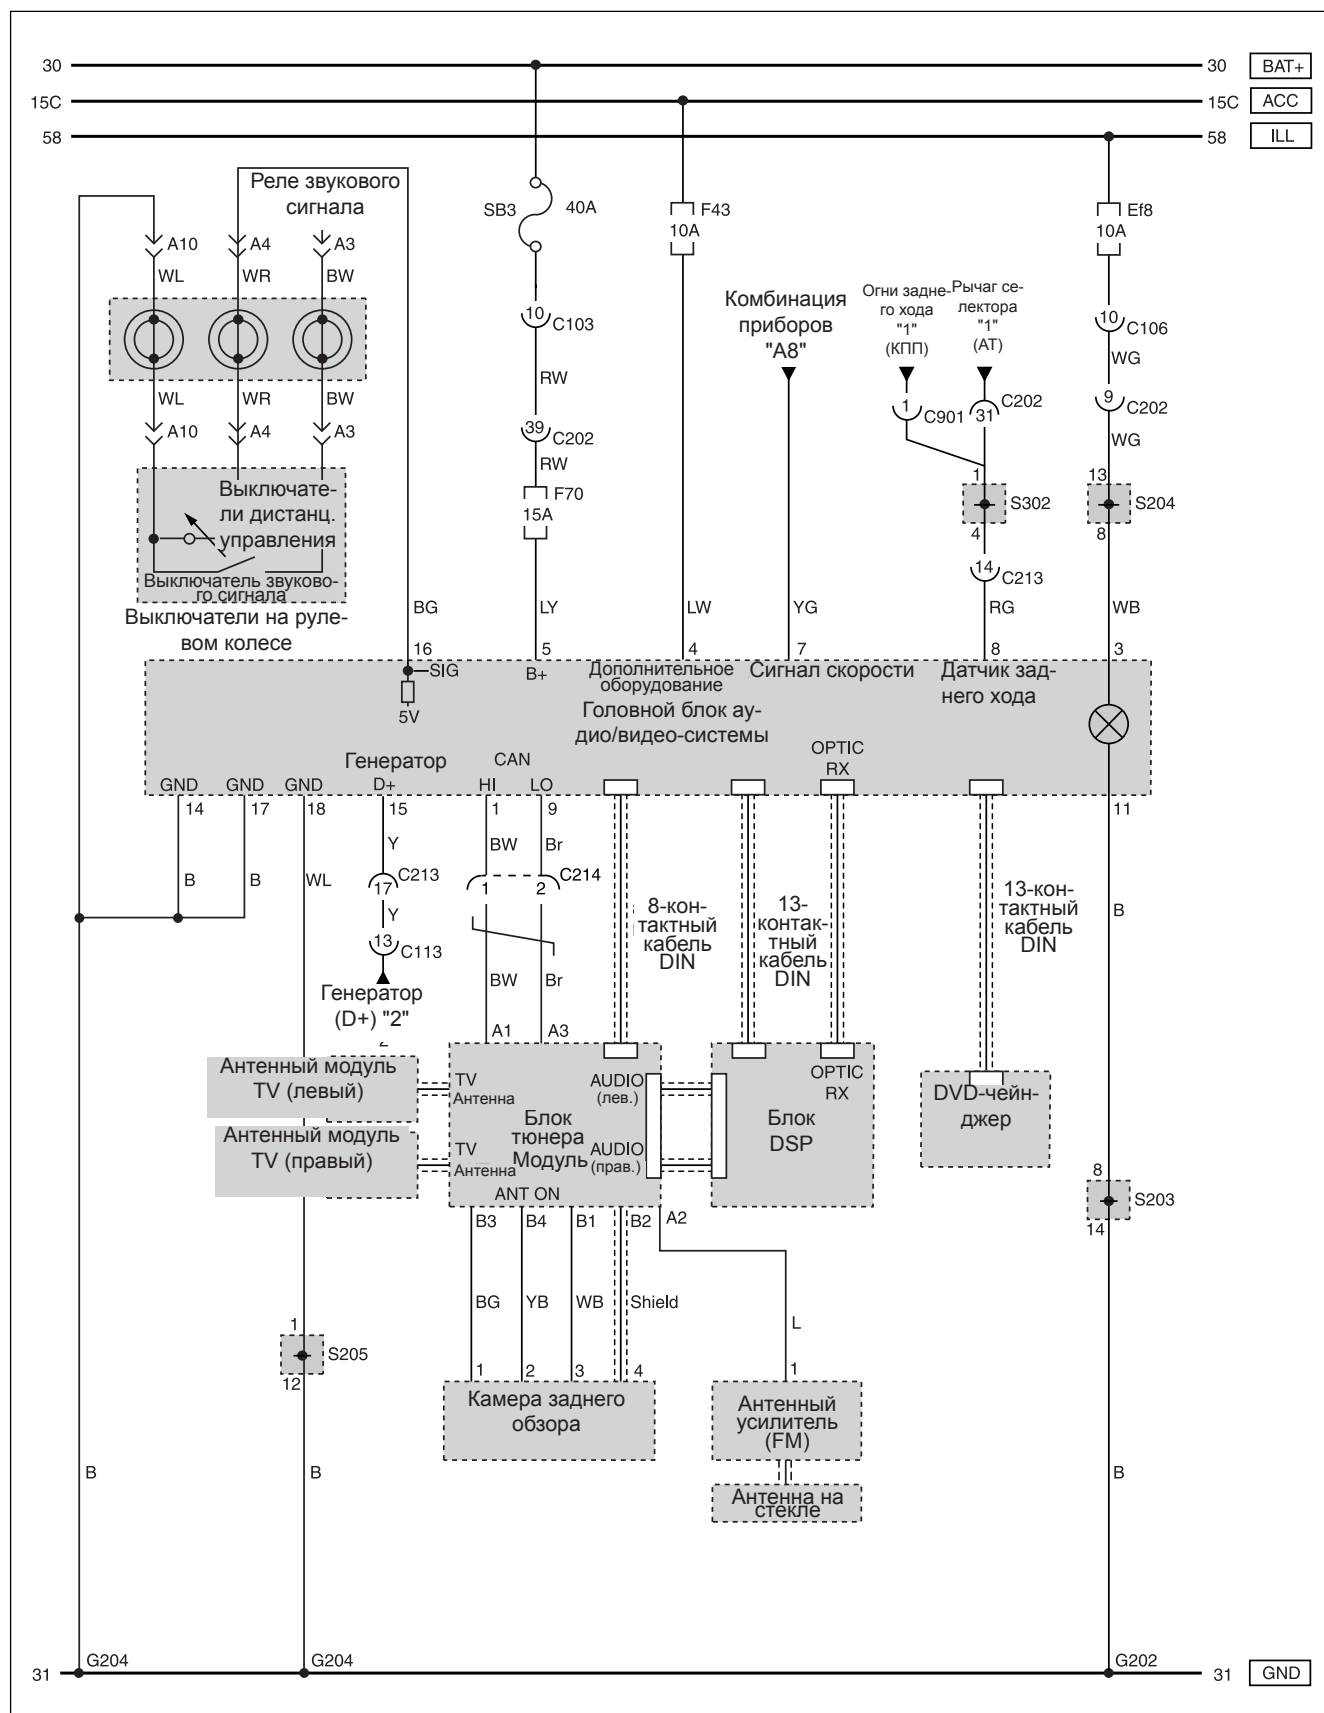 30
30
BAT+
15C
15C
ACC
58
58
ILL
Реле звукового
сигнала
SB3
40A
F43
10A
Ef8
10A
A10
A4
A3
WL
WR
BW
Комбинация
приборов
"A8"
Огни задне-
го хода
"1"
(КПП)
Рычаг се-
лектора
"1"
(AT)
10
C103
10
C106
RW
WG
WL
WR
BW
1
C901
C202
31
9
C202
A10
A4
A3
39
C202
RW
WG
Выключате-
ли дистанц.
управления
Выключатель звуково-
го сигнала
Выключатели на руле-
вом колесе
F70
15A
1
S302
4
13
S204
8
14
C213
BG
LY
LW
YG
RG
WB
16
5
4
7
8
3
SIG
5V
B+
Дополнительное
оборудование
Сигнал скорости
Датчик зад-
него хода
Головной блок ау-
дио/видео-системы
Генератор
D+
CAN
HI
LO
OPTIC
RX
GND
GND
GND
14
17
18
15
1
9
11
Y
BW
Br
B
B
WL
C213
17
1
2
C214
Y
13
C113
8-кон-
тактный
кабель
DIN
13-
контак-
тный
кабель
DIN
13-кон-
тактный
кабель
DIN
B
BW
Br
Генератор
(D+) "2"
A1
A3
Антенный модуль
TV (левый)
TV
Антенна
AUDIO
(лев.)
OPTIC
RX
DVD-чейн-
джер
Антенный модуль
TV (правый)
TV
Антенна
Блок
тюнера
Модуль
AUDIO
(прав.)
Блок
DSP
ANT ON
8
S203
14
B3
B4
B1
B2
A2
BG
YB
WB
Shield
L
1
S205
12
1
2
3
4
1
Камера заднего
обзора
Антенный
усилитель
(FM)
B
B
B
Антенна на
стекле
31
G204
G204
G202
31
GND